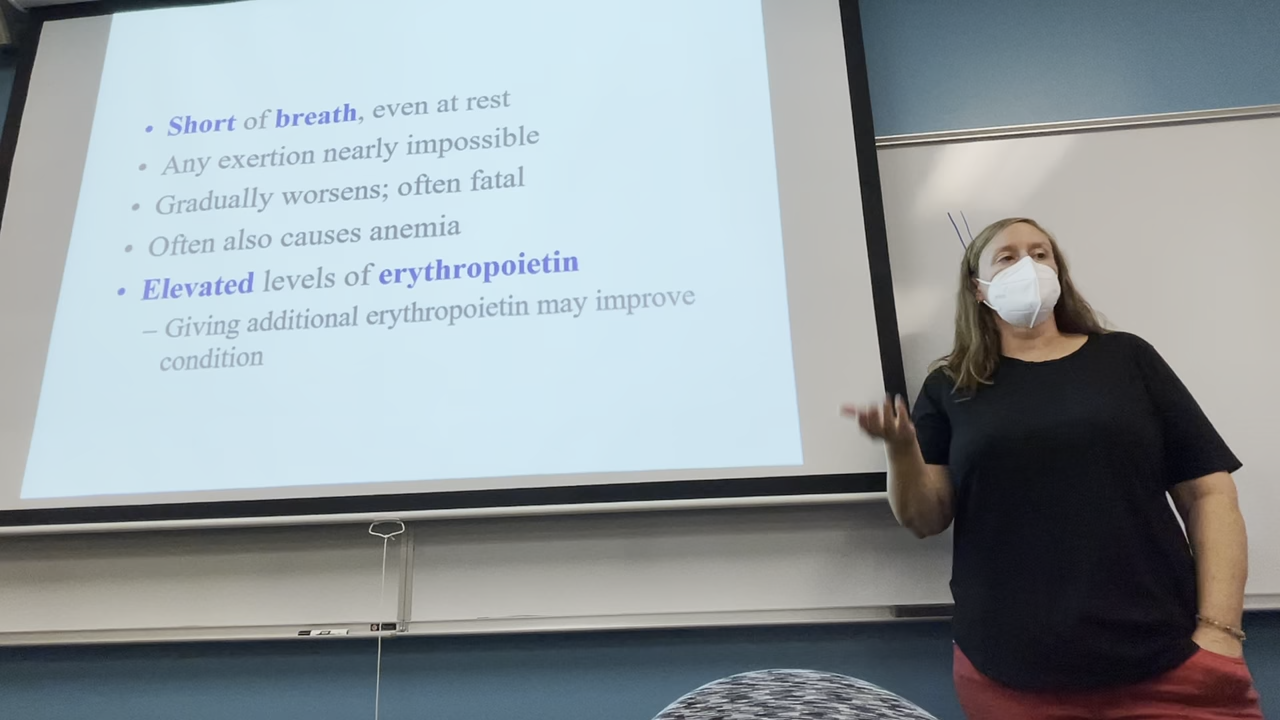 • Short of breath, even at rest
• Any exertion nearly impossible
• Gradually worsens; often fatal
• Often also causes anemia
• Elevated levels of erythropoietin
– Giving additional erythropoietin may improve
condition